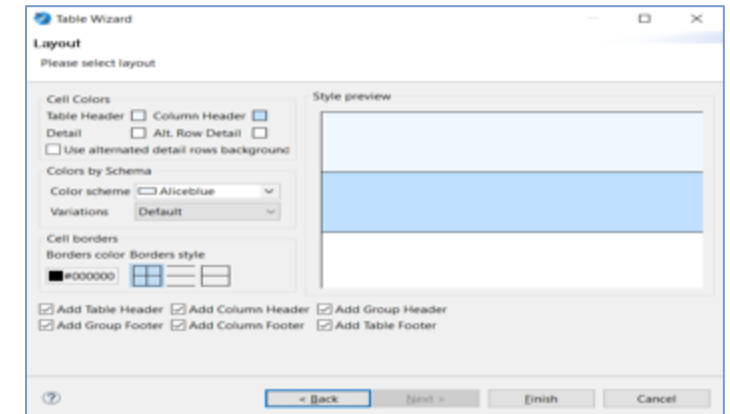 Table Wizard
Layout
Please select layout
Cell Colors
Table Header Column Header
Detail Alt. Row Detail
Use alternated detail rows background
Colors by Schema
Color scheme Aliceblue
Variations Default
Cell borders
Borders color Borders style
#000000
Style preview
Add Table Header Add Column Header Add Group Header
Add Group Footer Add Column Footer Add Table Footer
< Back Next > Finish Cancel